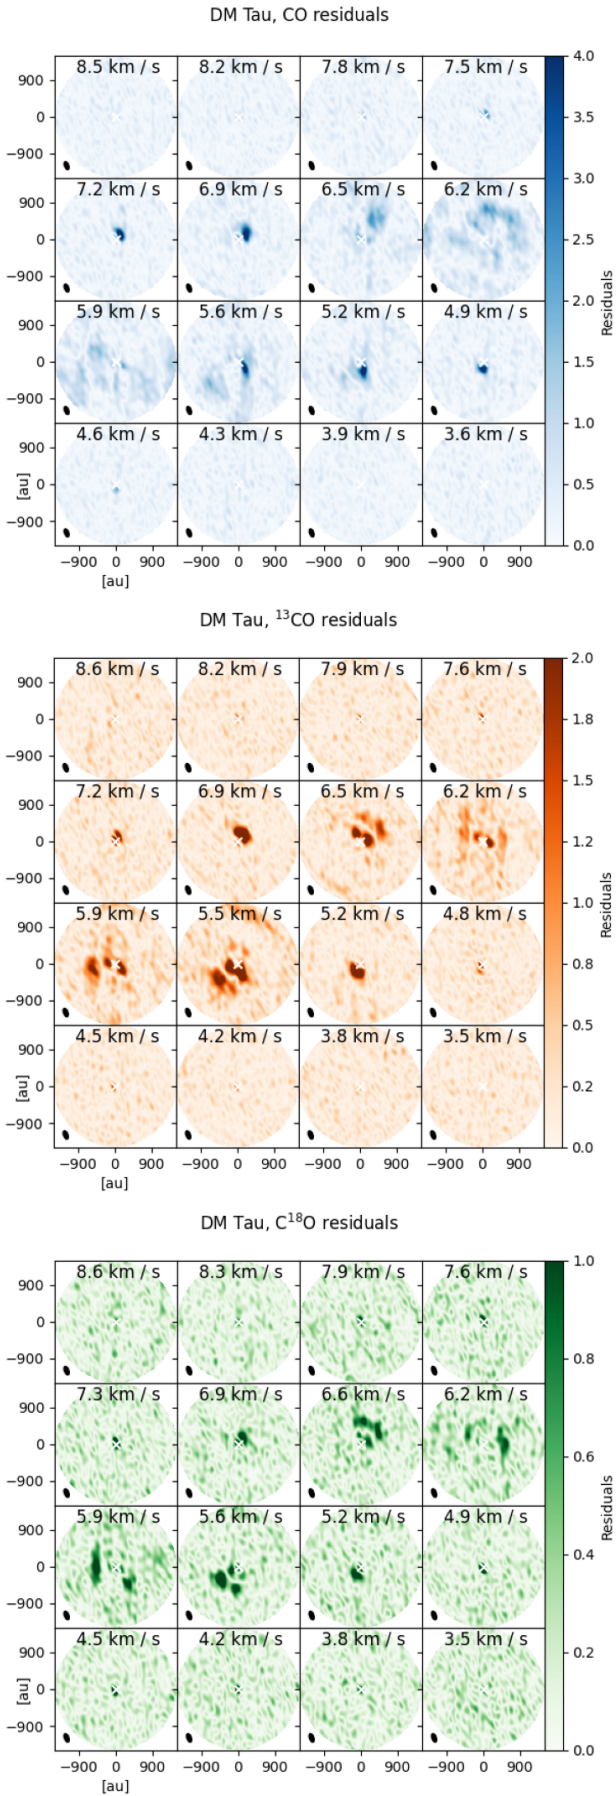 DM Tau, CO residuals
8.5 km / s 8.2 km / s 7.8 km / s 7.5 km / s
900
0
−900
7.2 km / s 6.9 km / s 6.5 km / s 6.2 km / s
900
0
−900
5.9 km / s 5.6 km / s 5.2 km / s 4.9 km / s
900
0
−900
4.6 km / s 4.3 km / s 3.9 km / s 3.6 km / s
900
0
−900
[au]
−900 0 900 −900 0 900 −900 0 900 −900 0 900
[au]
4.0
3.5
3.0
2.5
2.0
1.5
1.0
0.5
0.0
Residuals
DM Tau, ¹³CO residuals
8.6 km / s 8.2 km / s 7.9 km / s 7.6 km / s
900
0
−900
7.2 km / s 6.9 km / s 6.5 km / s 6.2 km / s
900
0
−900
5.9 km / s 5.5 km / s 5.2 km / s 4.8 km / s
900
0
−900
4.5 km / s 4.2 km / s 3.8 km / s 3.5 km / s
900
0
−900
[au]
−900 0 900 −900 0 900 −900 0 900 −900 0 900
[au]
2.0
1.8
1.5
1.2
1.0
0.8
0.5
0.2
0.0
Residuals
DM Tau, C¹⁸O residuals
8.6 km / s 8.3 km / s 7.9 km / s 7.6 km / s
900
0
−900
7.3 km / s 6.9 km / s 6.6 km / s 6.2 km / s
900
0
−900
5.9 km / s 5.6 km / s 5.2 km / s 4.9 km / s
900
0
−900
4.5 km / s 4.2 km / s 3.8 km / s 3.5 km / s
900
0
−900
[au]
−900 0 900 −900 0 900 −900 0 900 −900 0 900
[au]
1.0
0.8
0.6
0.4
0.2
0.0
Residuals